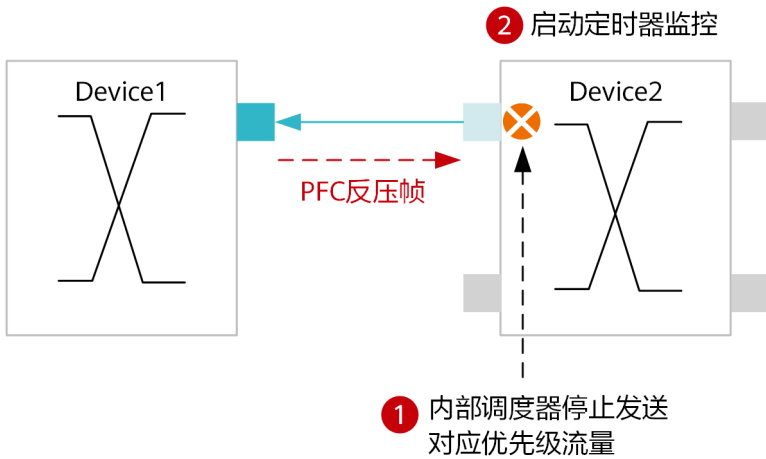 2 启动定时器监控
Device1
Device2
PFC反压帧
1 内部调度器停止发送
对应优先级流量